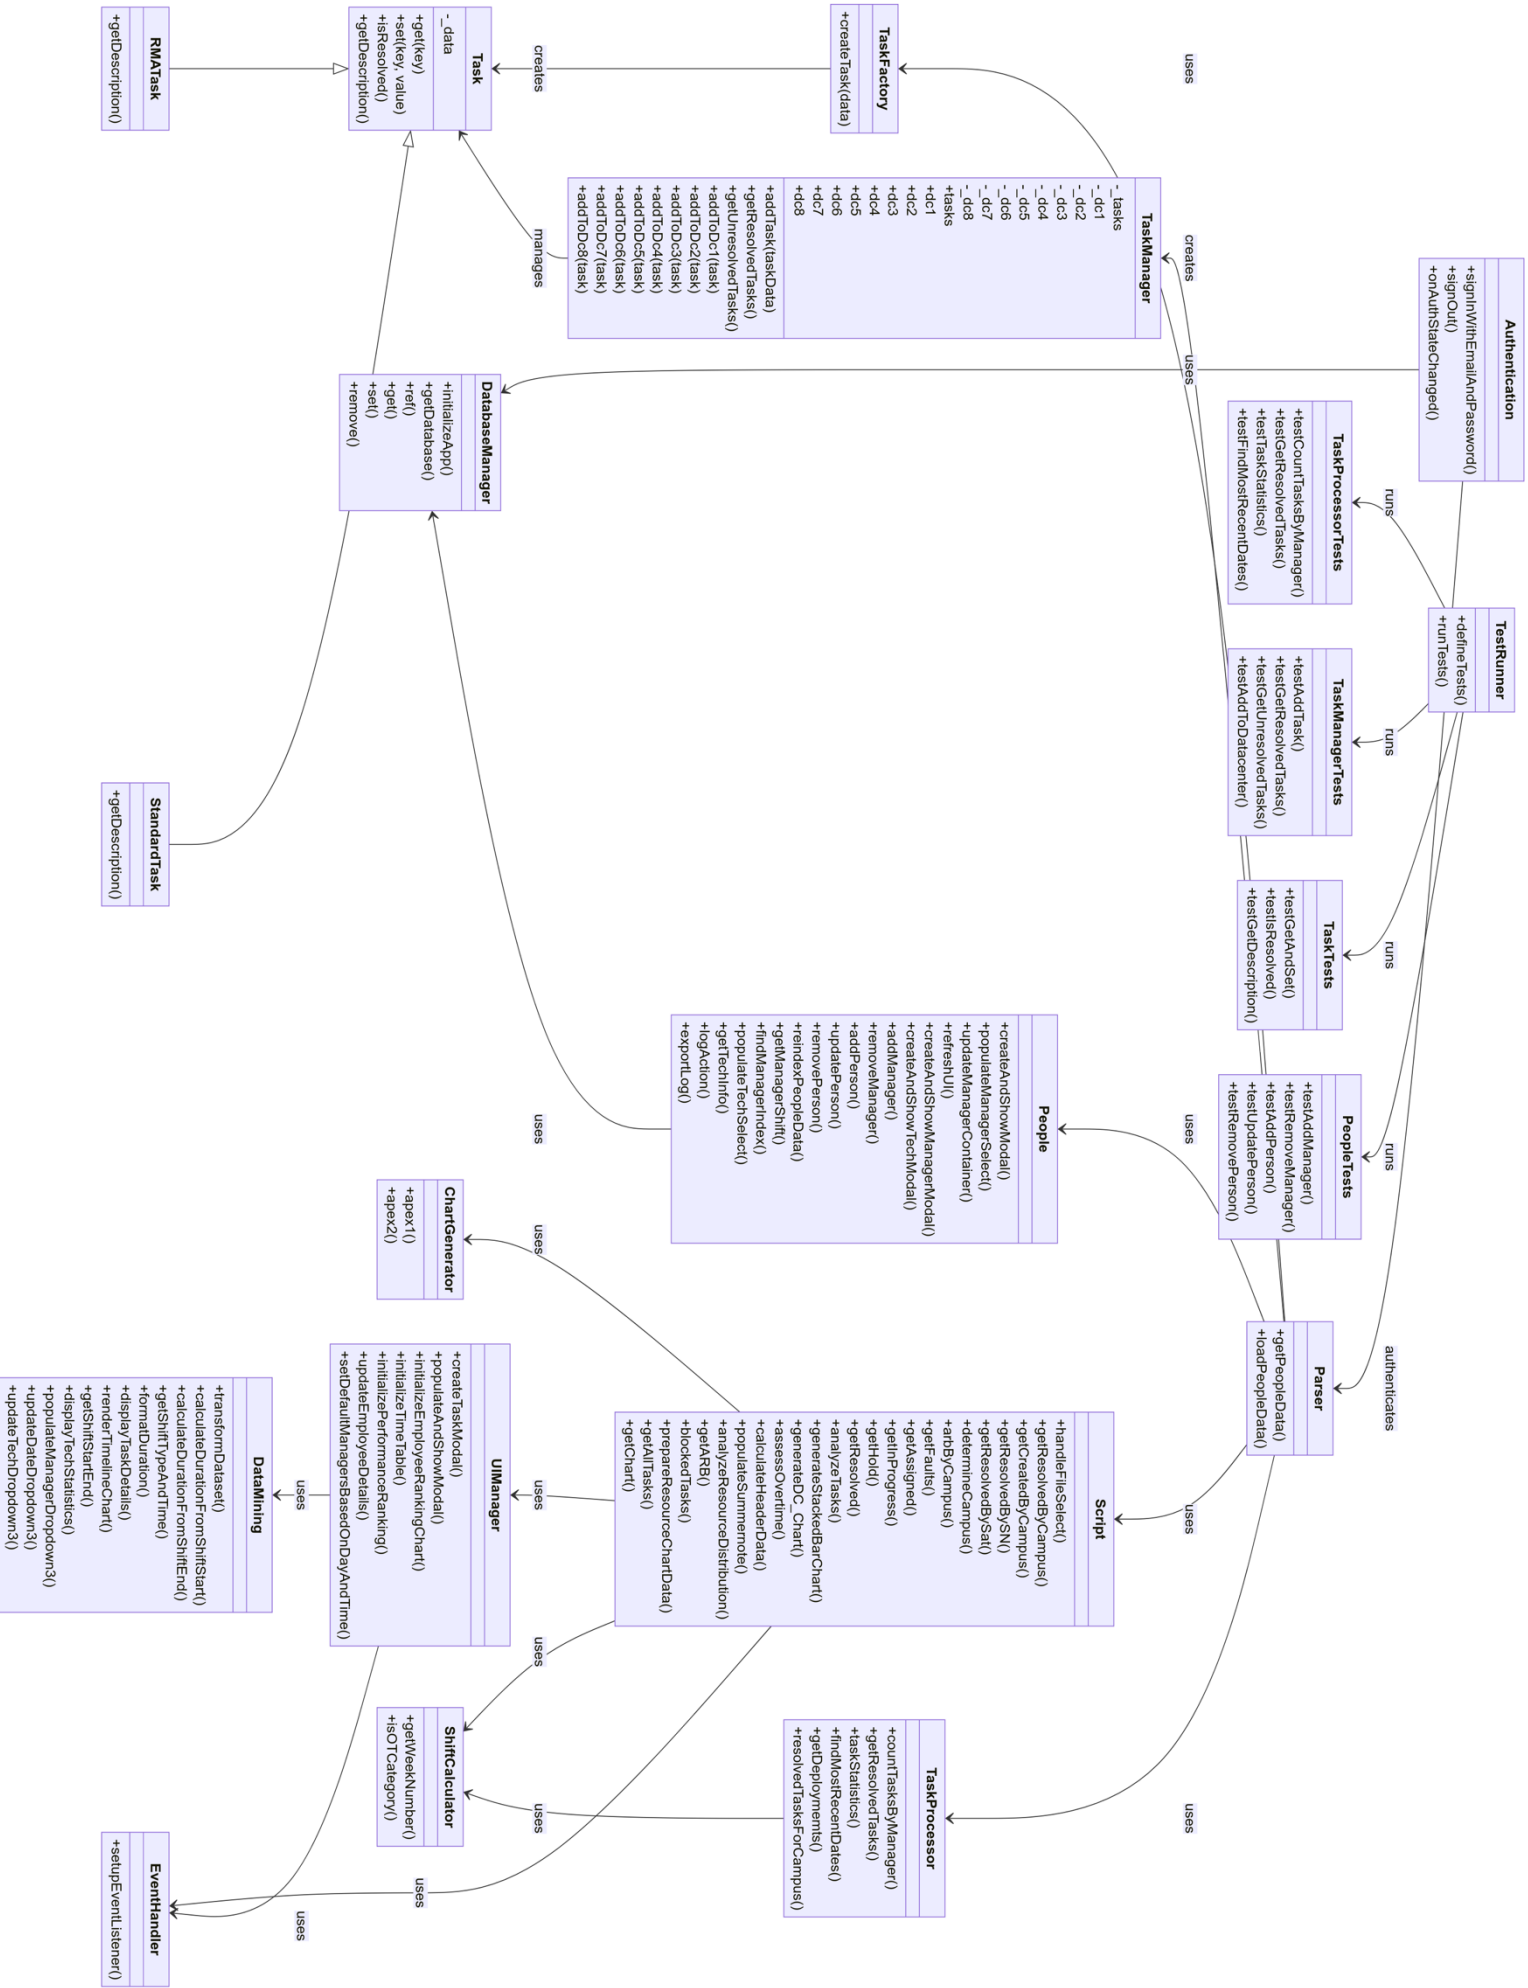 Authentication
+signInWithEmailAndPassword()
+signOut()
+onAuthStateChanged()
TestRunner
+defineTests()
+runTests()
runs
runs
runs
runs
authenticates
TaskProcessorTests
+testCountTasksByManager()
+testGetResolvedTasks()
+testTaskStatistics()
+testFindMostRecentDates()
TaskManagerTests
+testAddTask()
+testGetResolvedTasks()
+testGetUnresolvedTasks()
+testAddToDatacenter()
TaskTests
+testGetAndSet()
+testIsResolved()
+testGetDescription()
PeopleTests
+testAddManager()
+testRemoveManager()
+testAddPerson()
+testUpdatePerson()
+testRemovePerson()
Parser
+getPeopleData()
+loadPeopleData()
uses
creates
uses
uses
uses
uses
TaskManager
-_tasks
-_dc1
-_dc2
-_dc3
-_dc4
-_dc5
-_dc6
-_dc7
-_dc8
+tasks
+dc1
+dc2
+dc3
+dc4
+dc5
+dc6
+dc7
+dc8
+addTask(taskData)
+getResolvedTasks()
+getUnresolvedTasks()
+addToDc1(task)
+addToDc2(task)
+addToDc3(task)
+addToDc4(task)
+addToDc5(task)
+addToDc6(task)
+addToDc7(task)
+addToDc8(task)
People
+createAndShowModal()
+populateManagerSelect()
+updateManagerContainer()
+refreshUI()
+createAndShowManagerModal()
+createAndShowTechModal()
+addManager()
+removeManager()
+addPerson()
+updatePerson()
+removePerson()
+reindexPeopleData()
+getManagerShift()
+findManagerIndex()
+populateTechSelect()
+getTechInfo()
+logAction()
+exportLog()
Script
+handleFileSelect()
+getResolvedByCampus()
+getCreatedByCampus()
+getResolvedBySN()
+getResolvedBySat()
+determineCampus()
+arbByCampus()
+getFaults()
+getAssigned()
+getInProgress()
+getHold()
+getResolved()
+analyzeTasks()
+generateStackedBarChart()
+generateDC_Chart()
+assessOvertime()
+calculateHeaderData()
+populateSummernote()
+analyzeResourceDistribution()
+getARB()
+blockedTasks()
+prepareResourceChartData()
+getAllTasks()
+getChart()
TaskProcessor
+countTasksByManager()
+getResolvedTasks()
+taskStatistics()
+findMostRecentDates()
+getDeploymemts()
+resolvedTasksForCampus()
TaskFactory
+createTask(data)
creates
manages
uses
uses
uses
uses
uses
Task
-_data
+get(key)
+set(key, value)
+isResolved()
+getDescription()
DatabaseManager
+initializeApp()
+getDatabase()
+ref()
+get()
+set()
+remove()
ChartGenerator
+apex1()
+apex2()
UIManager
+createTaskModal()
+populateAndShowModal()
+initializeEmployeeRankingChart()
+initializeTimeTable()
+initializePerformanceRanking()
+updateEmployeeDetails()
+setDefaultManagersBasedOnDayAndTime()
ShiftCalculator
+getWeekNumber()
+isOTCategory()
uses
uses
uses
RMATask
+getDescription()
StandardTask
+getDescription()
DataMIning
+transformDataset()
+calculateDurationFromShiftStart()
+calculateDurationFromShiftEnd()
+getShiftTypeAndTime()
+formatDuration()
+displayTaskDetails()
+renderTimelineChart()
+getShiftStartEnd()
+displayTechStatistics()
+populateManagerDropdown3()
+updateDateDropdown3()
+updateTechDropdown3()
EventHandler
+setupEventListener()